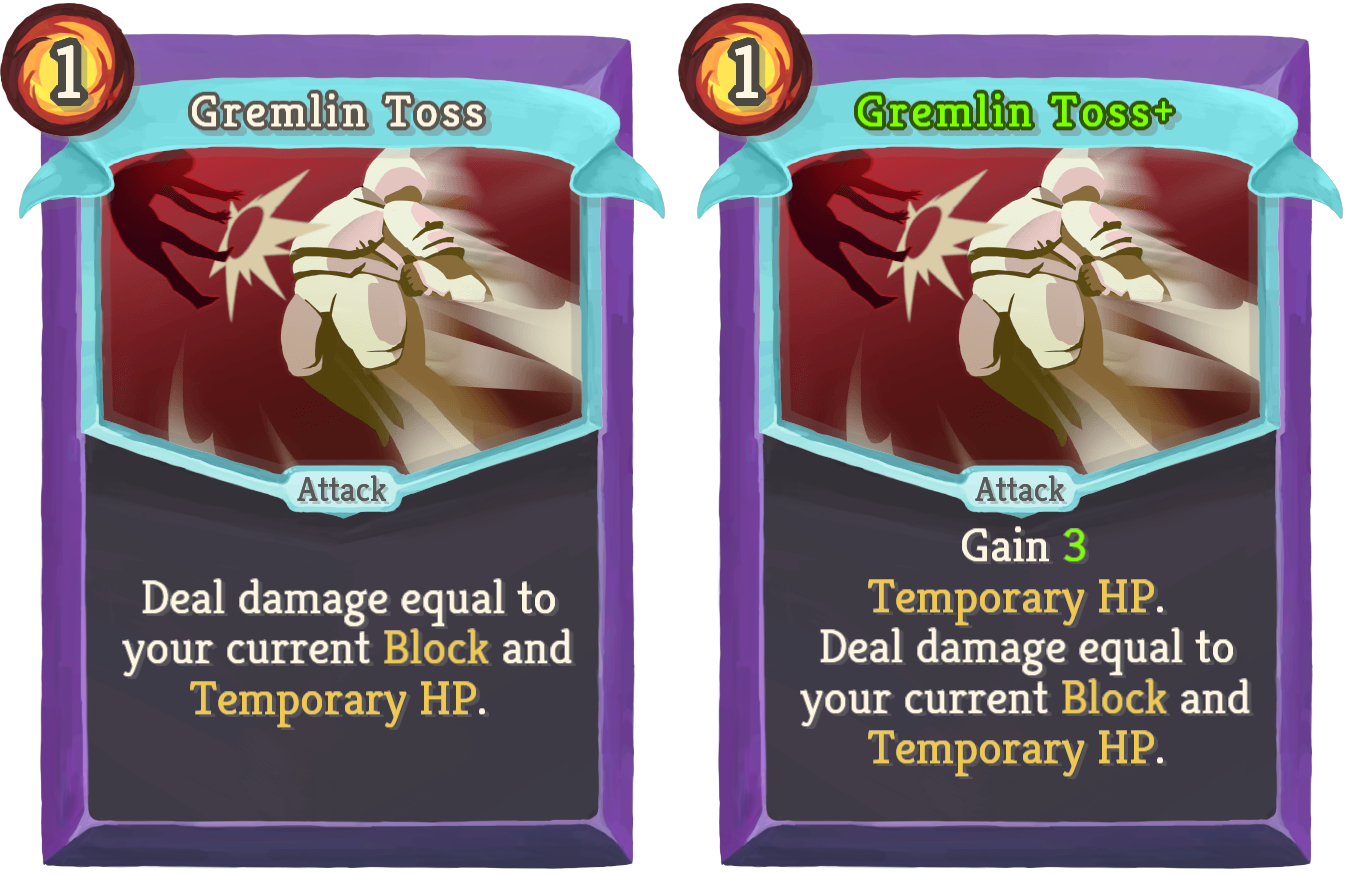 1
Gremlin Toss
Attack
Deal damage equal to
your current Block and
Temporary HP.
1
Gremlin Toss+
Attack
Gain 3
Temporary HP.
Deal damage equal to
your current Block and
Temporary HP.